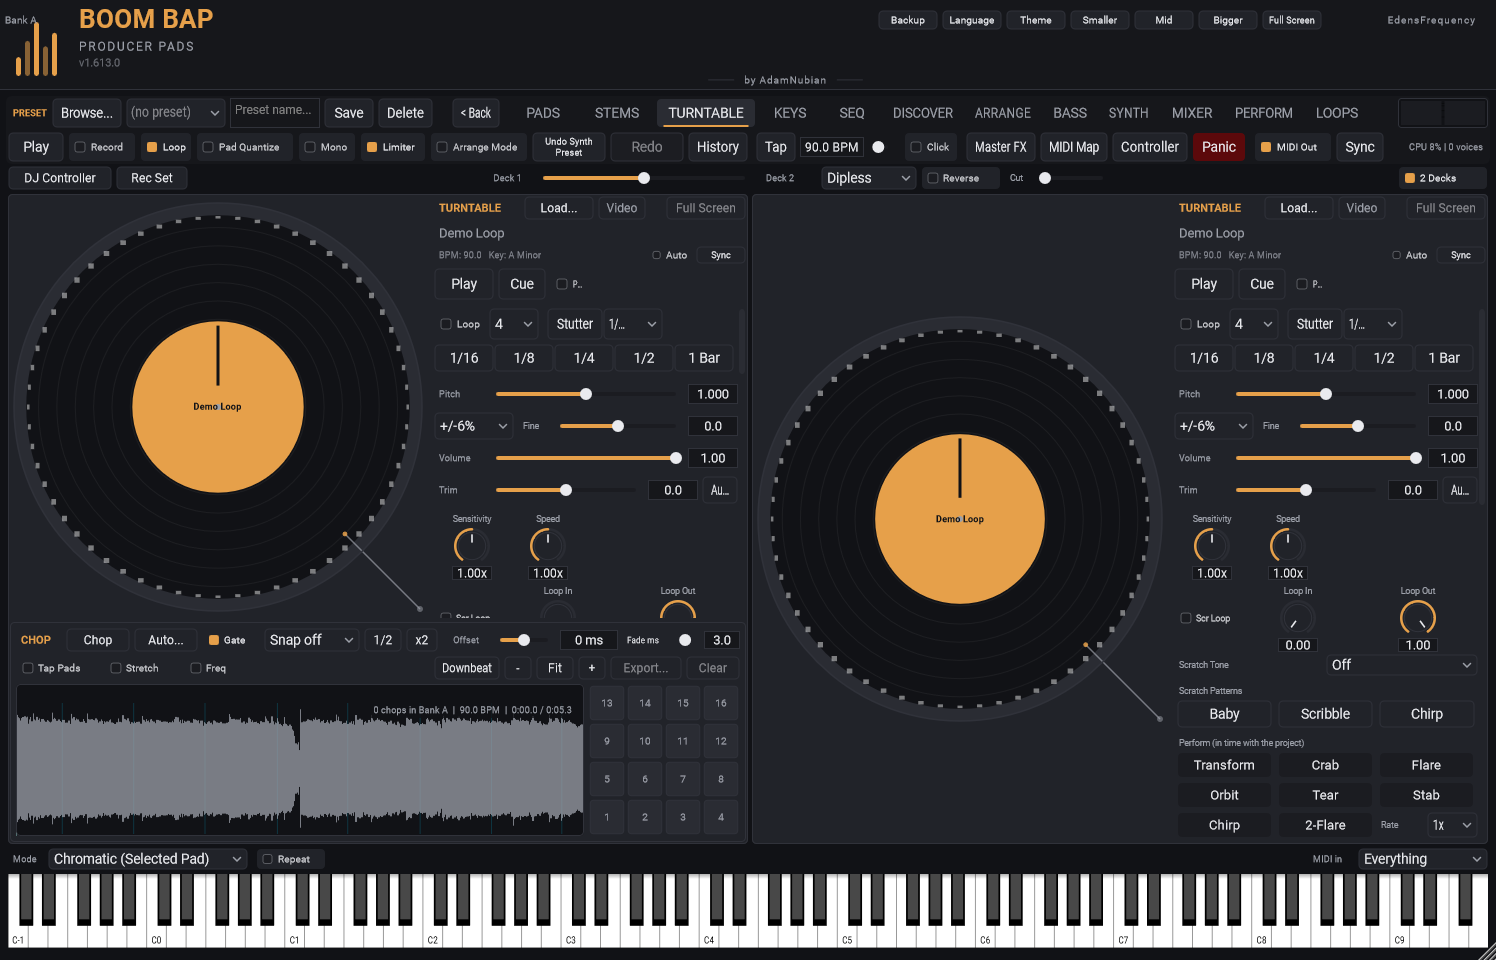 Bank A
BOOM BAP
PRODUCER PADS
v1.613.0
Backup Language Theme Smaller Mid Bigger Full Screen EdensFrequency
by AdamNubian
PRESET Browse... (no preset) Preset name... Save Delete < Back PADS STEMS TURNTABLE KEYS SEQ DISCOVER ARRANGE BASS SYNTH MIXER PERFORM LOOPS
Play Record Loop Pad Quantize Mono Limiter Arrange Mode Undo Synth Preset Redo History Tap 90.0 BPM Click Master FX MIDI Map Controller Panic MIDI Out Sync CPU 8% | 0 voices
DJ Controller Rec Set Deck 1 Deck 2 Dipless Reverse Cut 2 Decks
TURNTABLE Load... Video Full Screen
Demo Loop
BPM: 90.0 Key: A Minor Auto Sync
Play Cue P..
Loop 4 Stutter 1/...
1/16 1/8 1/4 1/2 1 Bar
Pitch 1.000
+/-6% Fine 0.0
Volume 1.00
Trim 0.0 Au...
Sensitivity Speed
1.00x 1.00x
Loop In Loop Out
Scr Loop
Demo Loop
CHOP Chop Auto... Gate Snap off 1/2 x2 Offset 0 ms Fade ms 3.0
Tap Pads Stretch Freq Downbeat - Fit + Export... Clear
0 chops in Bank A | 90.0 BPM | 0:00.0 / 0:05.3
13 14 15 16
9 10 11 12
5 6 7 8
1 2 3 4
TURNTABLE Load... Video Full Screen
Demo Loop
BPM: 90.0 Key: A Minor Auto Sync
Play Cue P..
Loop 4 Stutter 1/...
1/16 1/8 1/4 1/2 1 Bar
Pitch 1.000
+/-6% Fine 0.0
Volume 1.00
Trim 0.0 Au...
Sensitivity Speed
1.00x 1.00x
Loop In Loop Out
Scr Loop
0.00 1.00
Scratch Tone Off
Scratch Patterns
Baby Scribble Chirp
Perform (in time with the project)
Transform Crab Flare
Orbit Tear Stab
Chirp 2-Flare Rate 1x
Demo Loop
Mode Chromatic (Selected Pad) Repeat MIDI in Everything
C-1 C0 C1 C2 C3 C4 C5 C6 C7 C8 C9